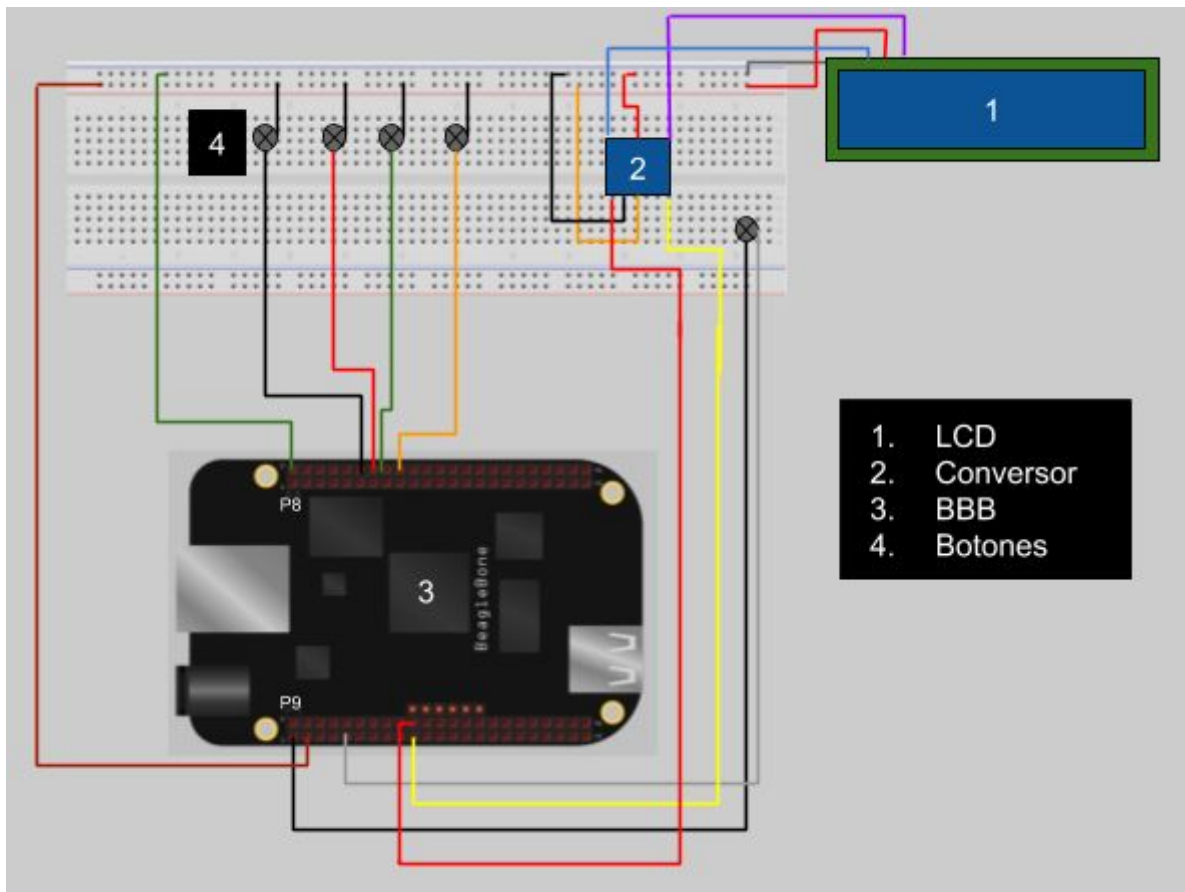 1
4
2
P8
3
BeagleBone
P9
1. LCD
2. Conversor
3. BBB
4. Botones